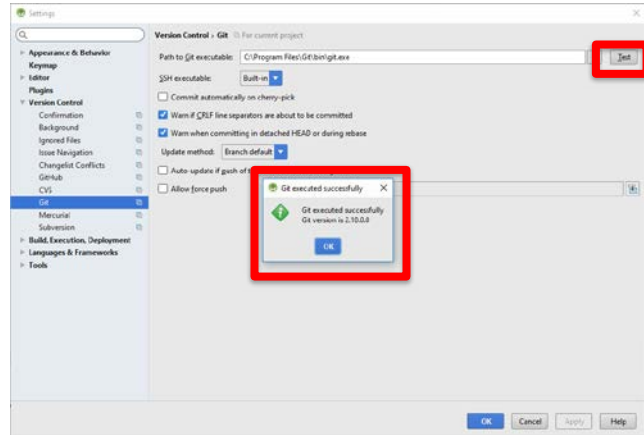 Settings
Version Control › Git For current project
Appearance & Behavior
Keymap
Editor
Plugins
Version Control
Confirmation
Background
Ignored Files
Issue Navigation
Changelist Conflicts
GitHub
CVS
Git
Mercurial
Subversion
Build, Execution, Deployment
Languages & Frameworks
Tools
Path to Git executable: C:\Program Files\Git\bin\git.exe
Test
SSH executable: Built-in
Commit automatically on cherry-pick
Warn if CRLF line separators are about to be committed
Warn when committing in detached HEAD or during rebase
Update method: Branch default
Auto-update if push of
Allow force push
Git executed successfully
Git executed successfully
Git version is 2.10.0.0
OK
OK
Cancel
Apply
Help